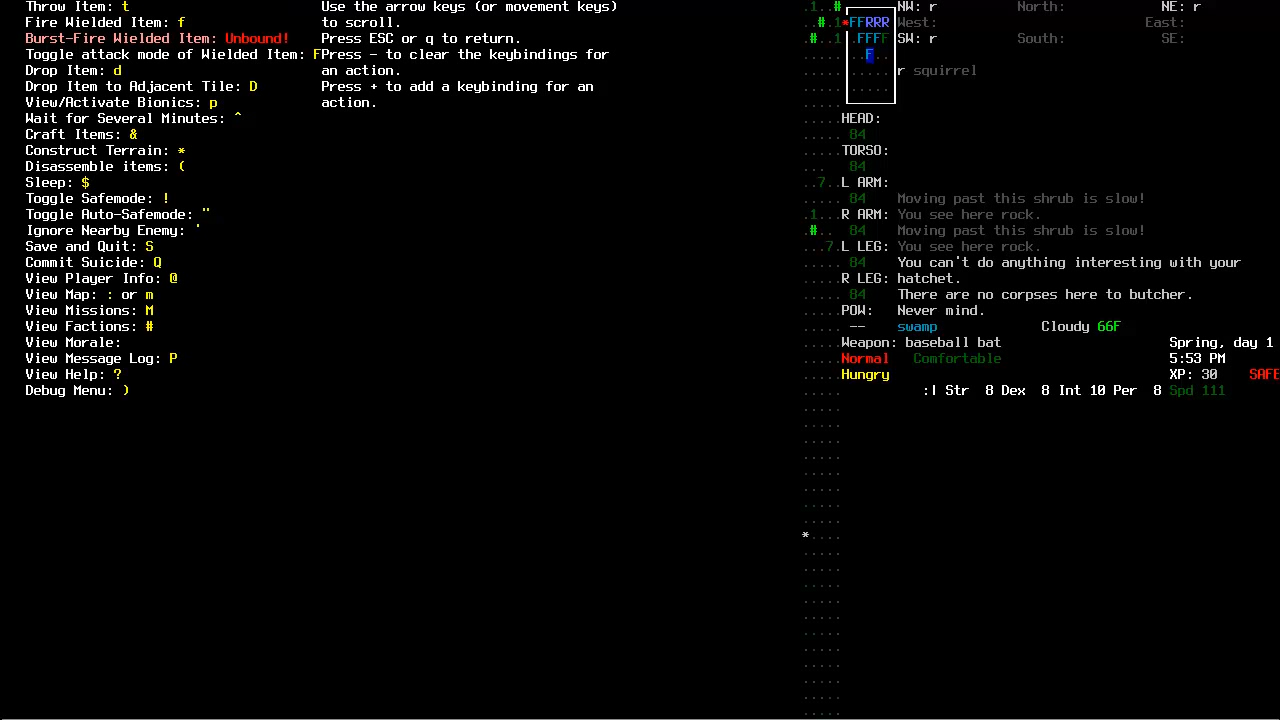 Throw Item: t
Fire Wielded Item: f
Burst-Fire Wielded Item: Unbound!
Toggle attack mode of Wielded Item: F
Drop Item: d
Drop Item to Adjacent Tile: D
View/Activate Bionics: p
Wait for Several Minutes: ^
Craft Items: &
Construct Terrain: *
Disassemble items: (
Sleep: $
Toggle Safemode: !
Toggle Auto-Safemode: "
Ignore Nearby Enemy: '
Save and Quit: S
Commit Suicide: Q
View Player Info: @
View Map: : or m
View Missions: M
View Factions: #
View Morale:
View Message Log: P
View Help: ?
Debug Menu: )
Use the arrow keys (or movement keys)
to scroll.
Press ESC or q to return.
Press - to clear the keybindings for
an action.
Press + to add a keybinding for an
action.
*FFRRR
.FFFF
..F..
NW: r North: NE: r
West: East:
SW: r South: SE:
r squirrel
HEAD:
84
TORSO:
84
L ARM:
84
R ARM:
84
L LEG:
84
R LEG:
84
POW:
--
Moving past this shrub is slow!
You see here rock.
Moving past this shrub is slow!
You see here rock.
You can't do anything interesting with your
hatchet.
There are no corpses here to butcher.
Never mind.
swamp Cloudy 66F
Weapon: baseball bat Spring, day 1
Normal Comfortable 5:53 PM
Hungry XP: 30 SAFE
:| Str 8 Dex 8 Int 10 Per 8 Spd 111